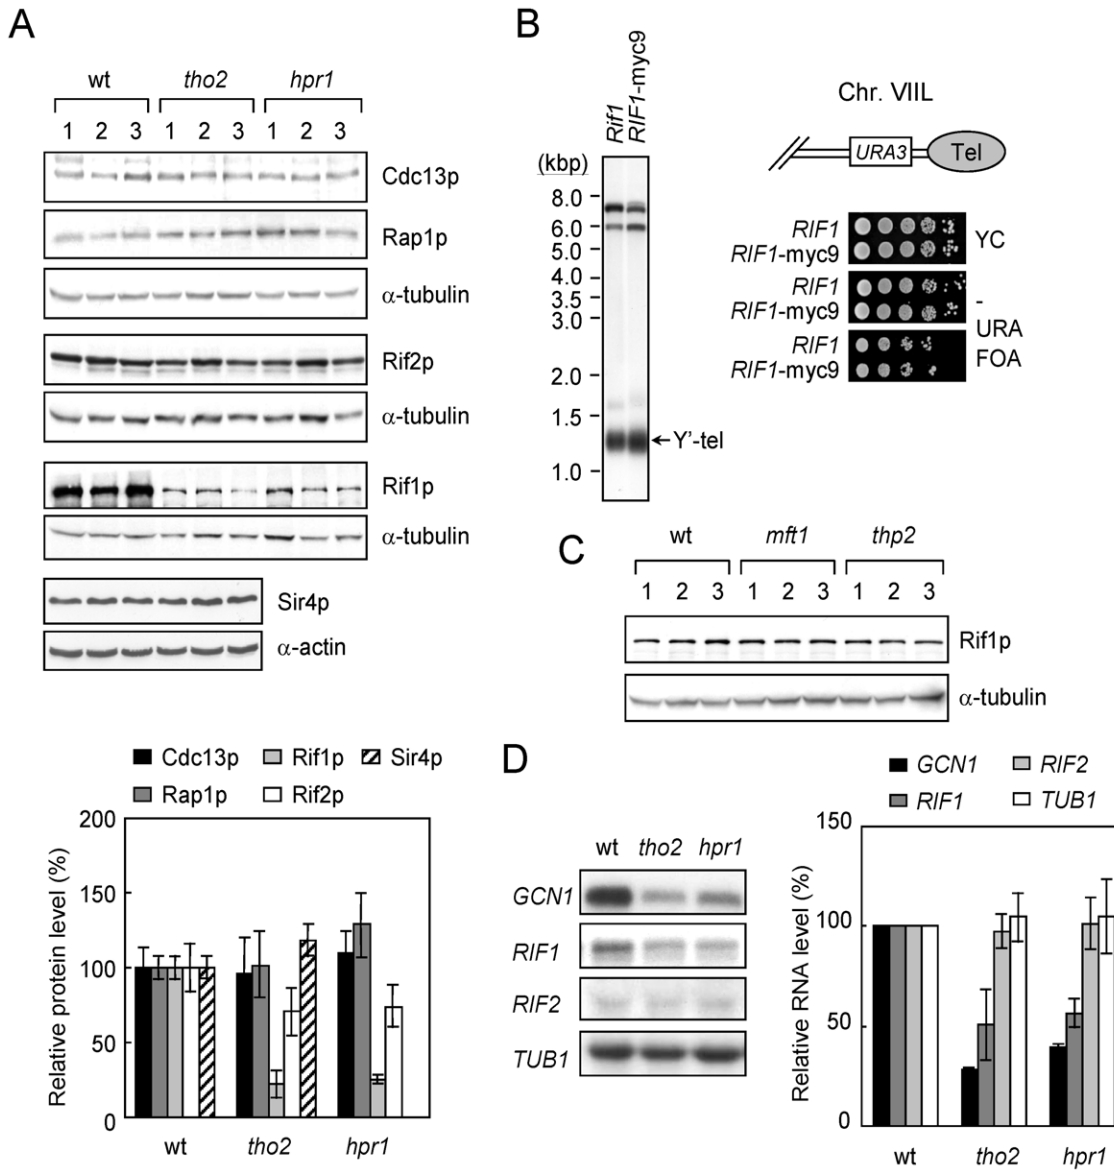 A
wt tho2 hpr1
1 2 3 1 2 3 1 2 3
Cdc13p
Rap1p
α-tubulin
Rif2p
α-tubulin
Rif1p
α-tubulin
Sir4p
α-actin
Cdc13p Rif1p Sir4p
Rap1p Rif2p
Relative protein level (%)
200
150
100
50
0
wt tho2 hpr1
B
Rif1
RIF1-myc9
(kbp)
8.0
6.0
5.0
4.0
3.5
3.0
2.0
1.5
1.0
Y'-tel
Chr. VIIL
URA3 Tel
RIF1
RIF1-myc9
YC
RIF1
RIF1-myc9
-
URA
RIF1
RIF1-myc9
FOA
C
wt mft1 thp2
1 2 3 1 2 3 1 2 3
Rif1p
α-tubulin
D
wt tho2 hpr1
GCN1
RIF1
RIF2
TUB1
GCN1 RIF2
RIF1 TUB1
Relative RNA level (%)
150
100
50
0
wt tho2 hpr1